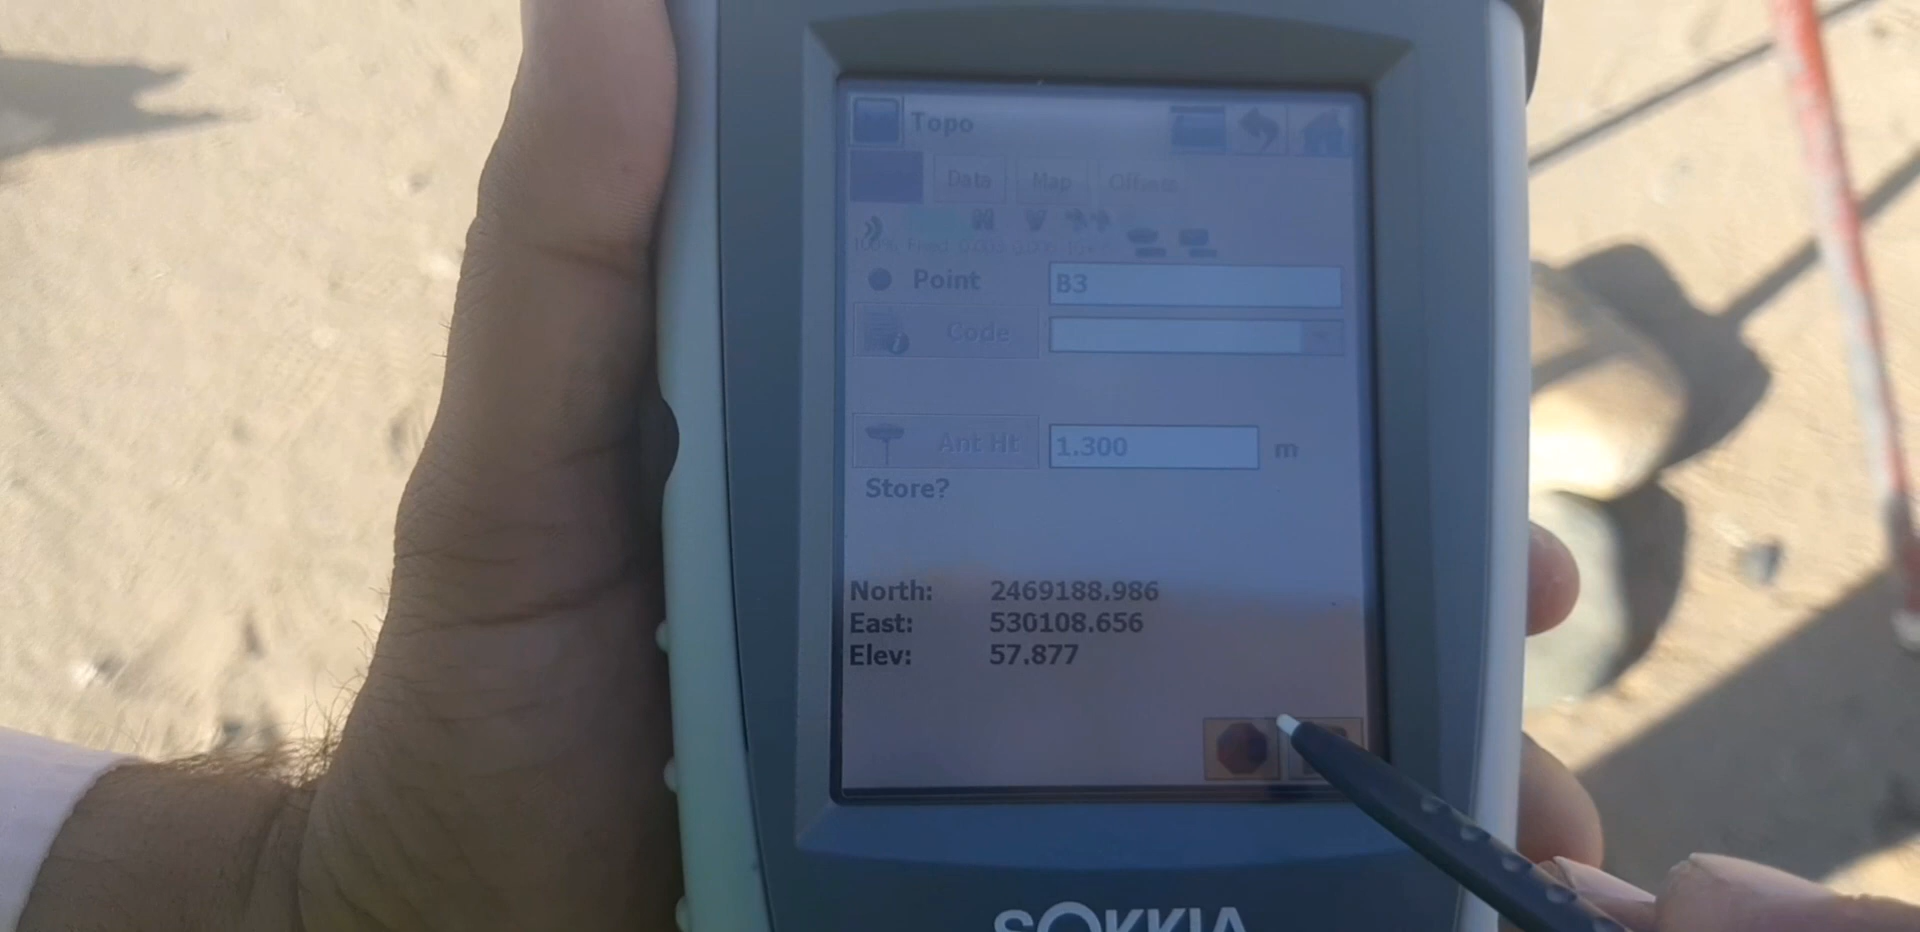 Topo
Data Map Offsets
Point B3
Code
Ant Ht 1.300 m
Store?
North: 2469188.986
East: 530108.656
Elev: 57.877
SOKKIA